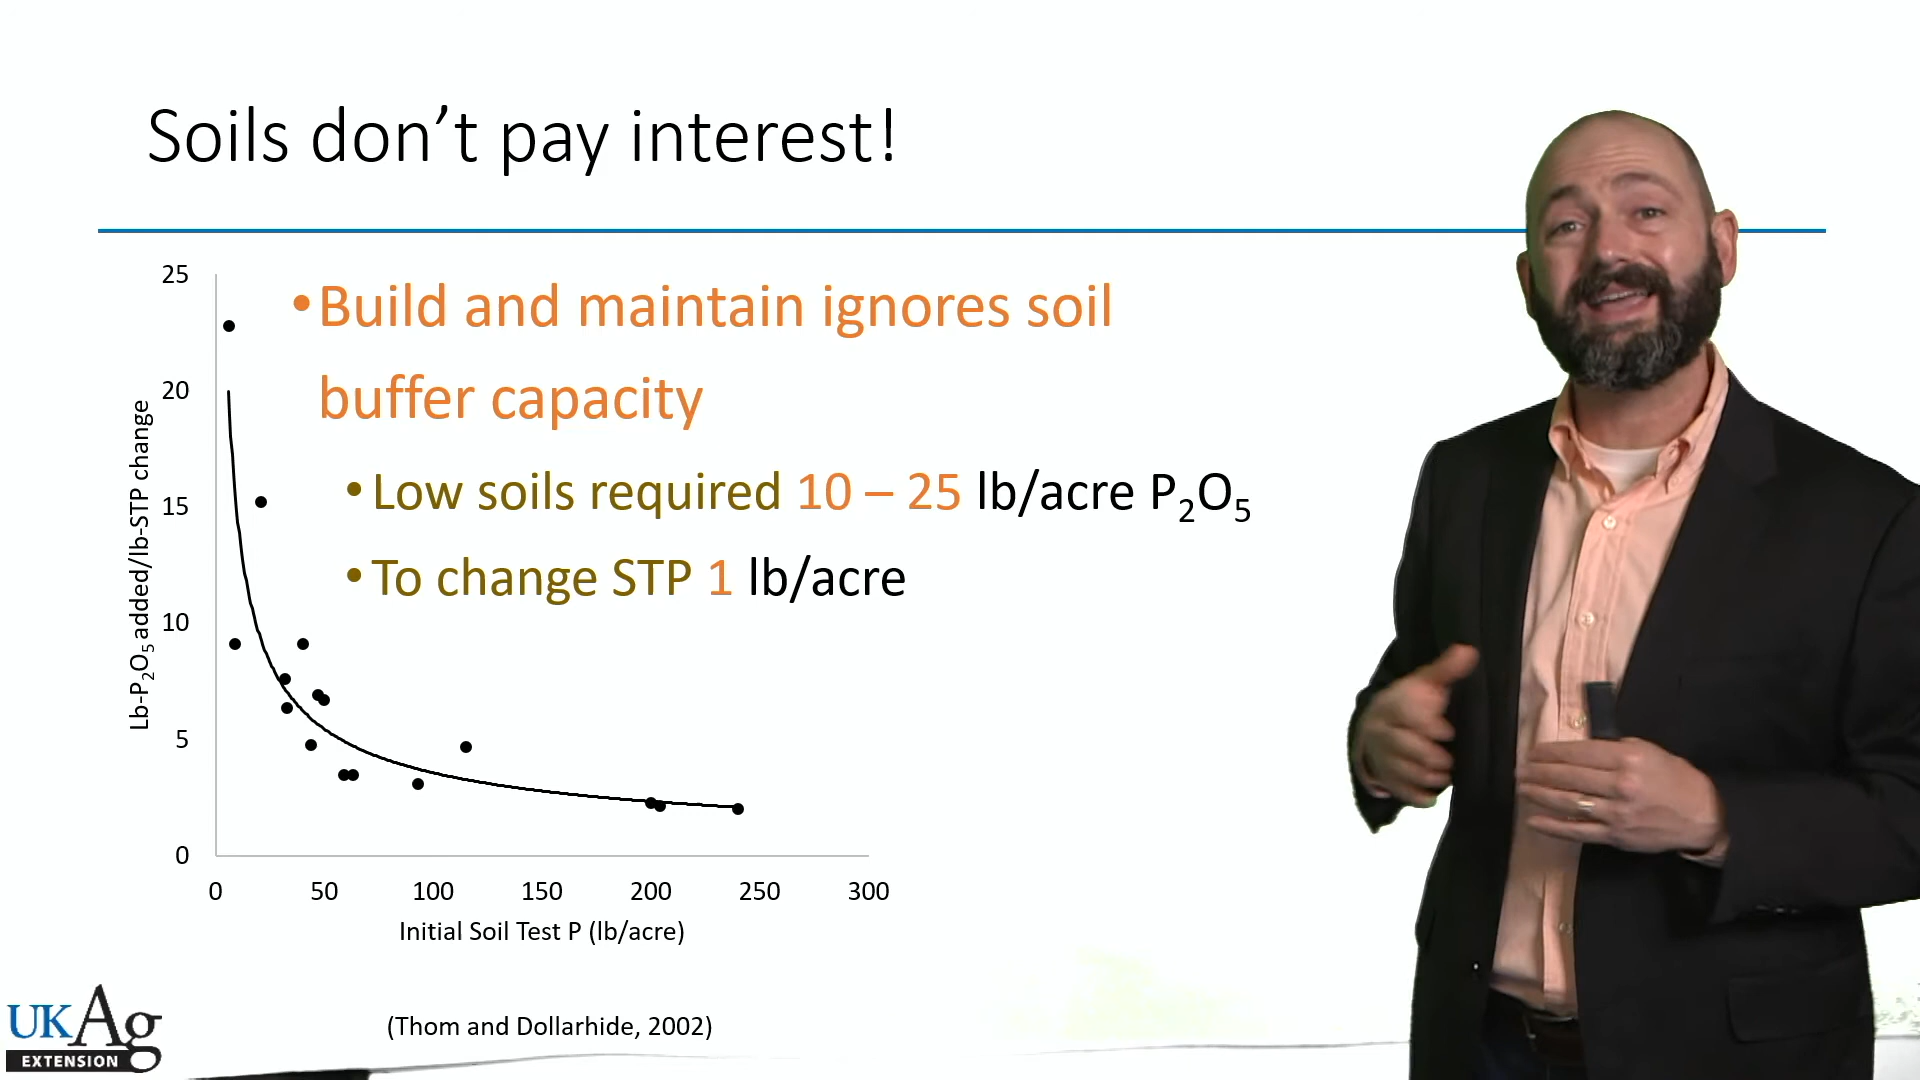 Soils don’t pay interest!
•Build and maintain ignores soil
buffer capacity
•Low soils required 10 – 25 lb/acre P₂O₅
•To change STP 1 lb/acre
25
20
15
10
5
0
Lb-P₂O₅ added/lb-STP change
0 50 100 150 200 250 300
Initial Soil Test P (lb/acre)
(Thom and Dollarhide, 2002)
UKAg
EXTENSION